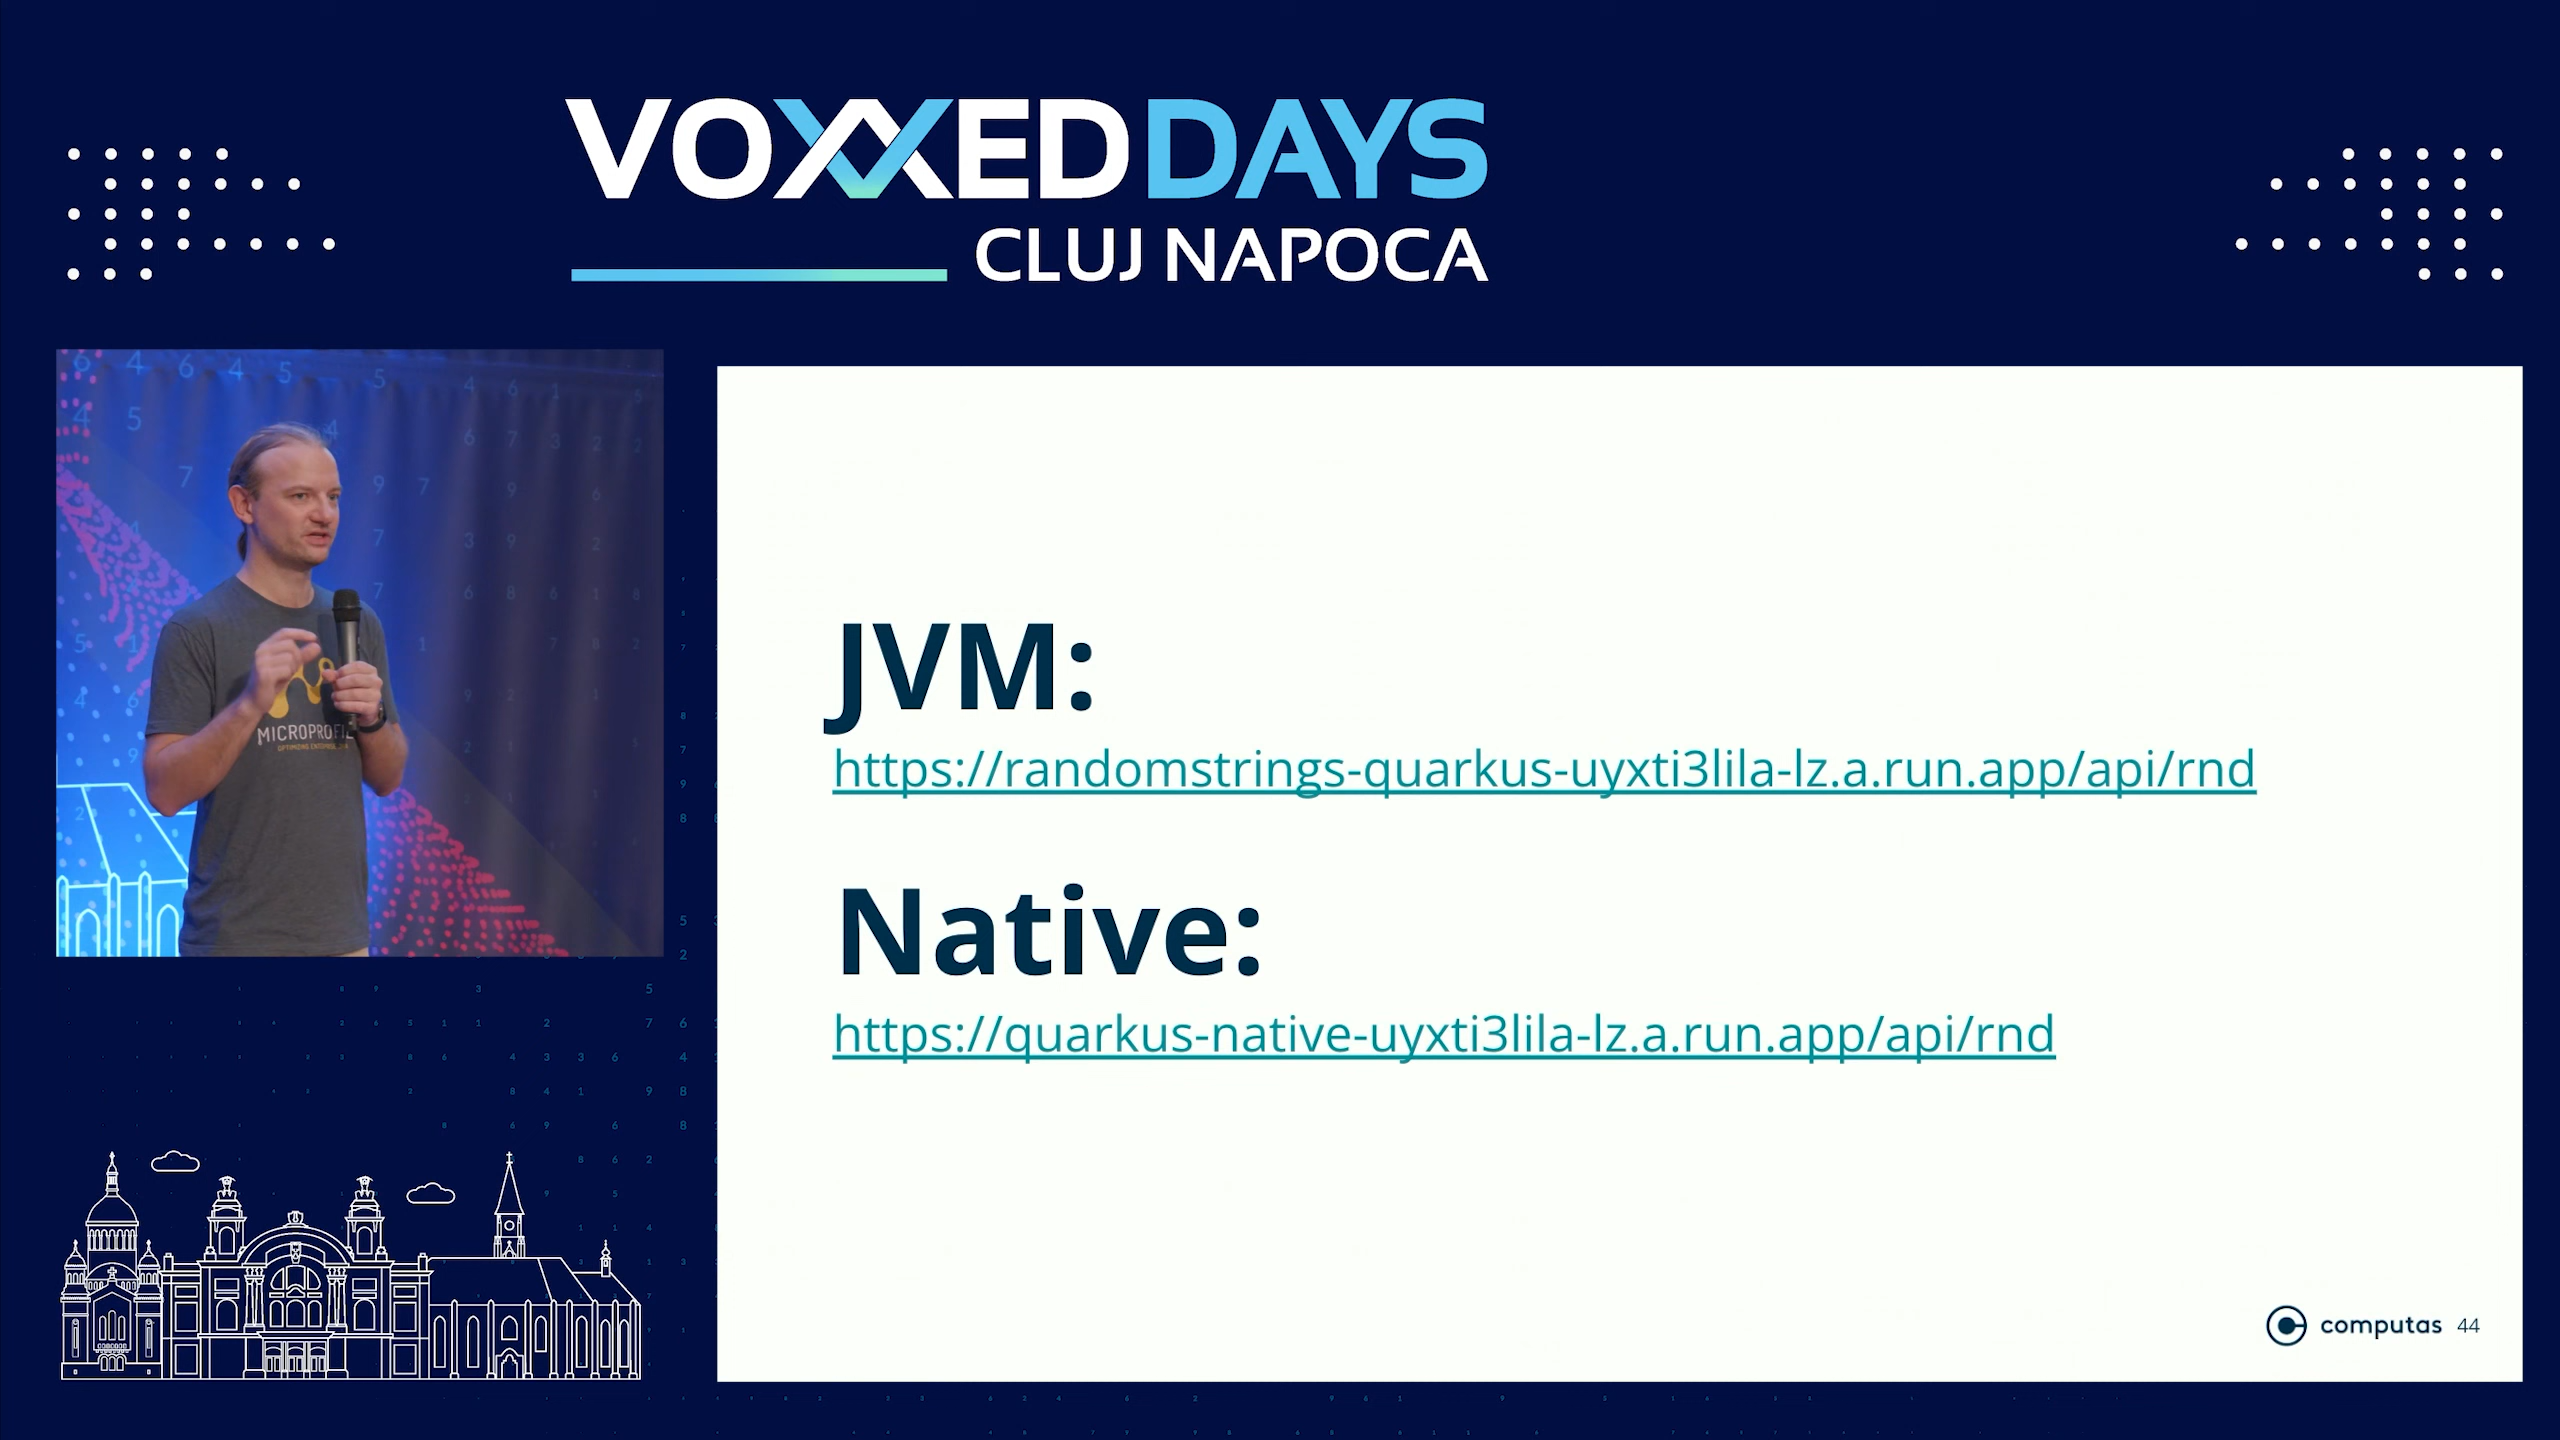 VOXXED DAYS
CLUJ NAPOCA
MICROPROFILE
JVM:
https://randomstrings-quarkus-uyxti3lila-lz.a.run.app/api/rnd
Native:
https://quarkus-native-uyxti3lila-lz.a.run.app/api/rnd
computas 44